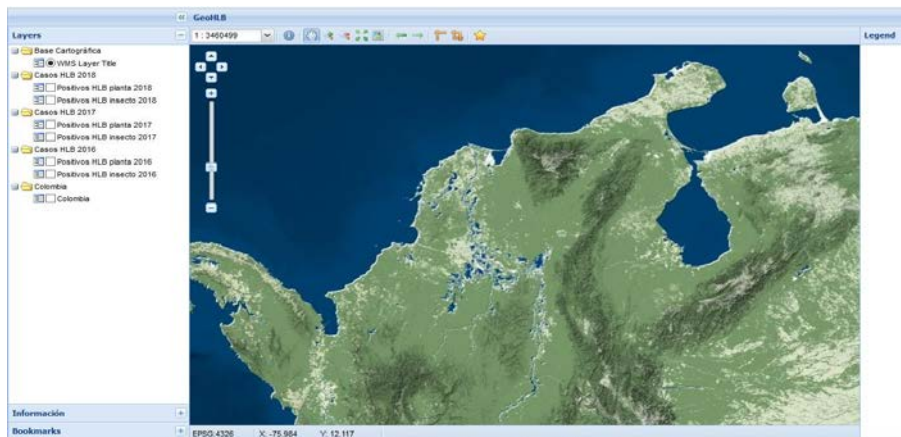 GeoHLB
Layers
1 : 3460499
Legend
Base Cartográfica
WMS Layer Title
Casos HLB 2018
Positivos HLB planta 2018
Positivos HLB insecto 2018
Casos HLB 2017
Positivos HLB planta 2017
Positivos HLB insecto 2017
Casos HLB 2016
Positivos HLB planta 2016
Positivos HLB insecto 2016
Colombia
Colombia
Información
Bookmarks
EPSG:4326 X: -75.984 Y: 12.117